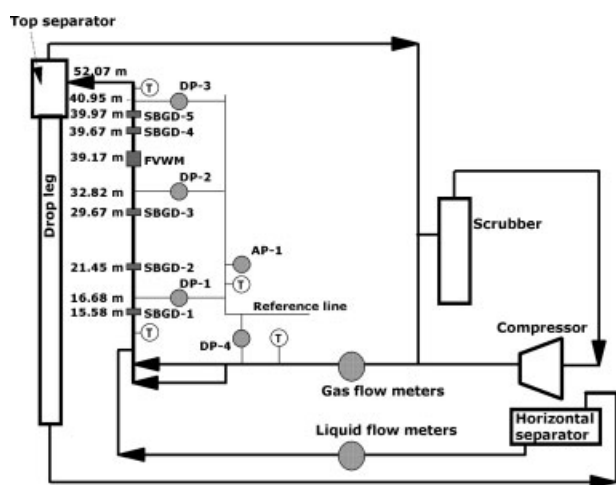 Top separator
52.07 m
T
DP-3
40.95 m
39.97 m SBGD-5
39.67 m SBGD-4
39.17 m FVWM
DP-2
32.82 m
29.67 m SBGD-3
Drop leg
Scrubber
AP-1
21.45 m SBGD-2
T
DP-1
16.68 m
Reference line
15.58 m SBGD-1
Compressor
T
T
DP-4
Gas flow meters
Horizontal
separator
Liquid flow meters